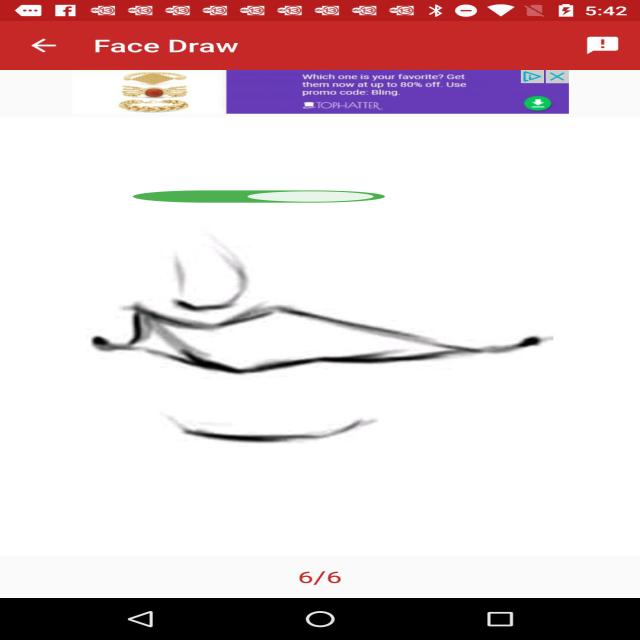 5:42
Face Draw
Which one is your favorite? Get
them now at up to 80% off. Use
promo code: Bling.
TOPHATTER
6/6